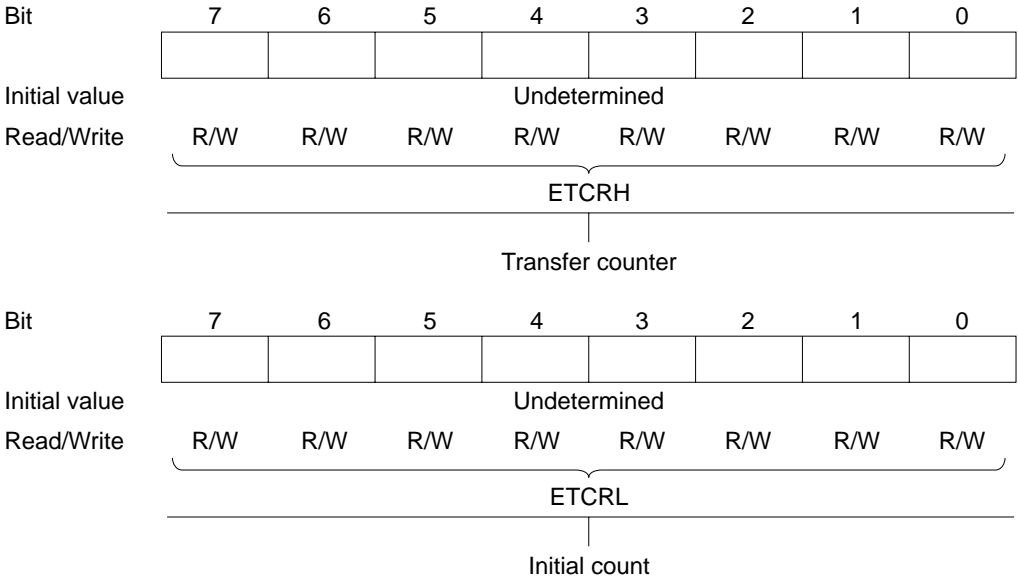 Bit 7 6 5 4 3 2 1 0
Initial value Undetermined
Read/Write R/W R/W R/W R/W R/W R/W R/W R/W
ETCRH
Transfer counter
Bit 7 6 5 4 3 2 1 0
Initial value Undetermined
Read/Write R/W R/W R/W R/W R/W R/W R/W R/W
ETCRL
Initial count